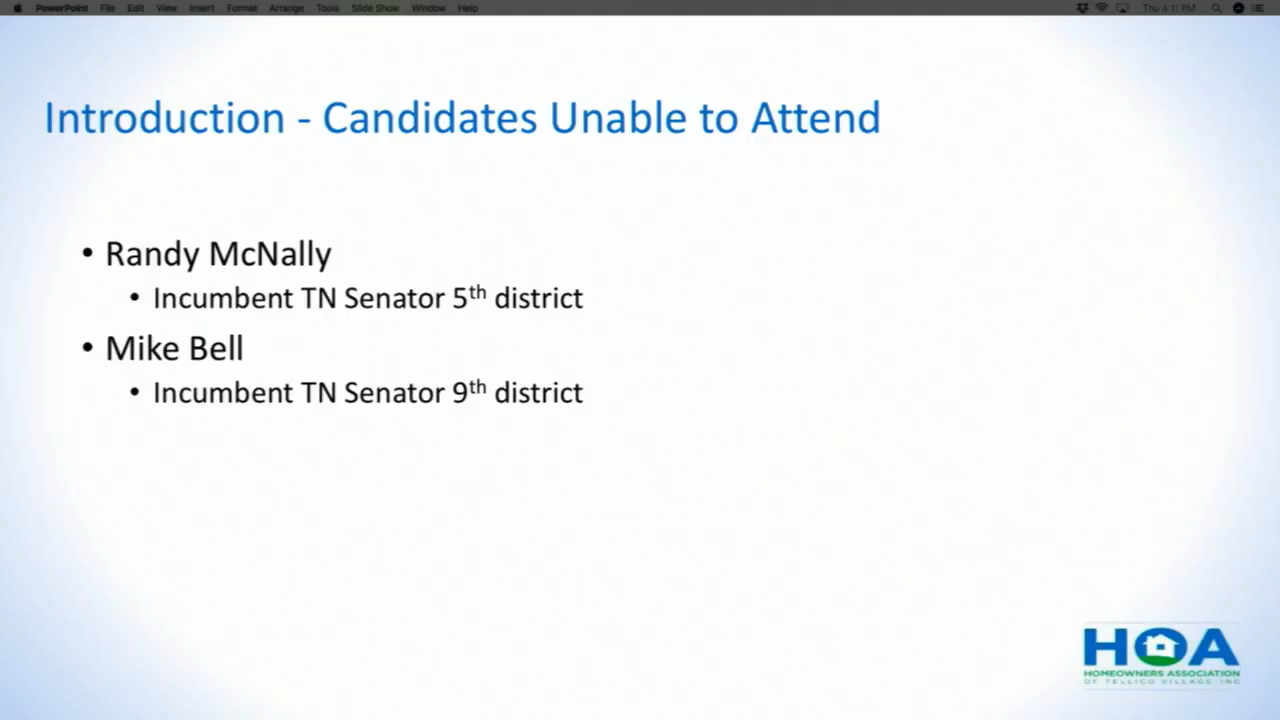 PowerPoint File Edit View Insert Format Arrange Tools Slide Show Window Help Thu 4:11 PM
Introduction - Candidates Unable to Attend
• Randy McNally
• Incumbent TN Senator 5th district
• Mike Bell
• Incumbent TN Senator 9th district
HOA
HOMEOWNERS ASSOCIATION
OF TELLICO VILLAGE, INC